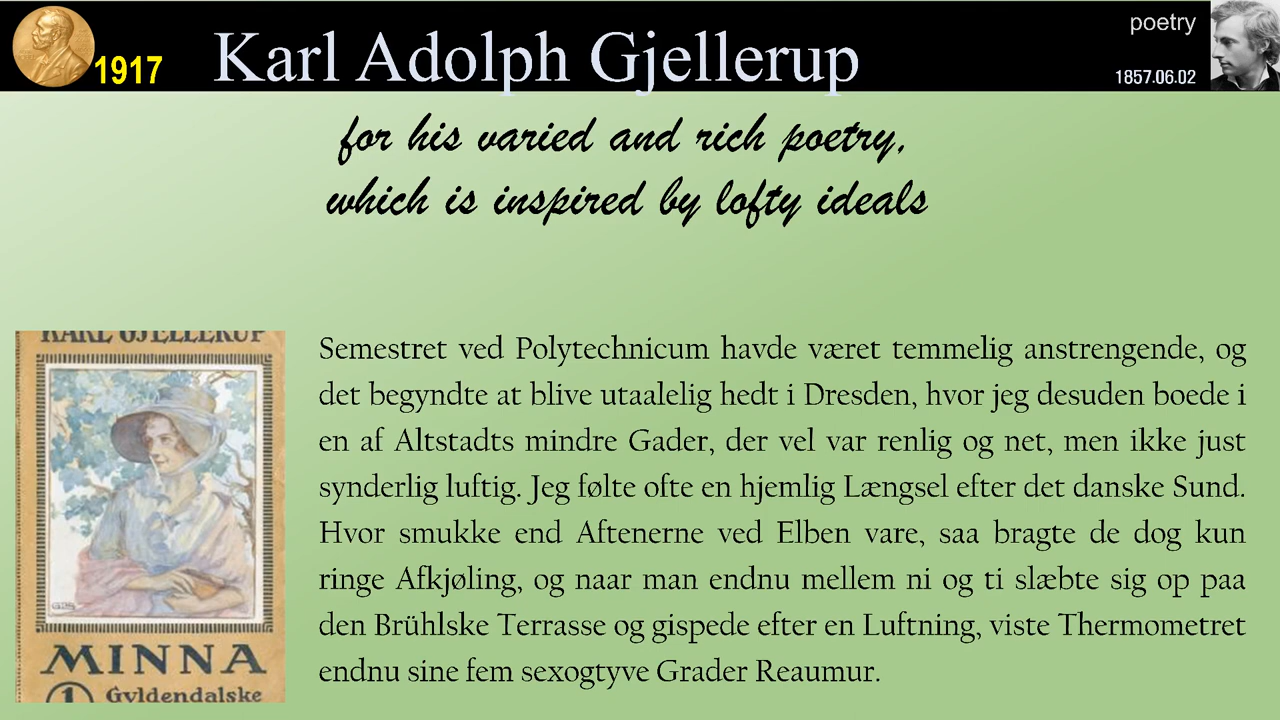 1917
Karl Adolph Gjellerup
poetry
1857.06.02
for his varied and rich poetry,
which is inspired by lofty ideals
KARL GJELLERUP
MINNA
1 Gyldendalske
Semestret ved Polytechnicum havde været temmelig anstrengende, og
det begyndte at blive utaalelig hedt i Dresden, hvor jeg desuden boede i
en af Altstadts mindre Gader, der vel var renlig og net, men ikke just
synderlig luftig. Jeg følte ofte en hjemlig Længsel efter det danske Sund.
Hvor smukke end Aftenerne ved Elben vare, saa bragte de dog kun
ringe Afkjøling, og naar man endnu mellem ni og ti slæbte sig op paa
den Brühlske Terrasse og gispede efter en Luftning, viste Thermometret
endnu sine fem sexogtyve Grader Reaumur.